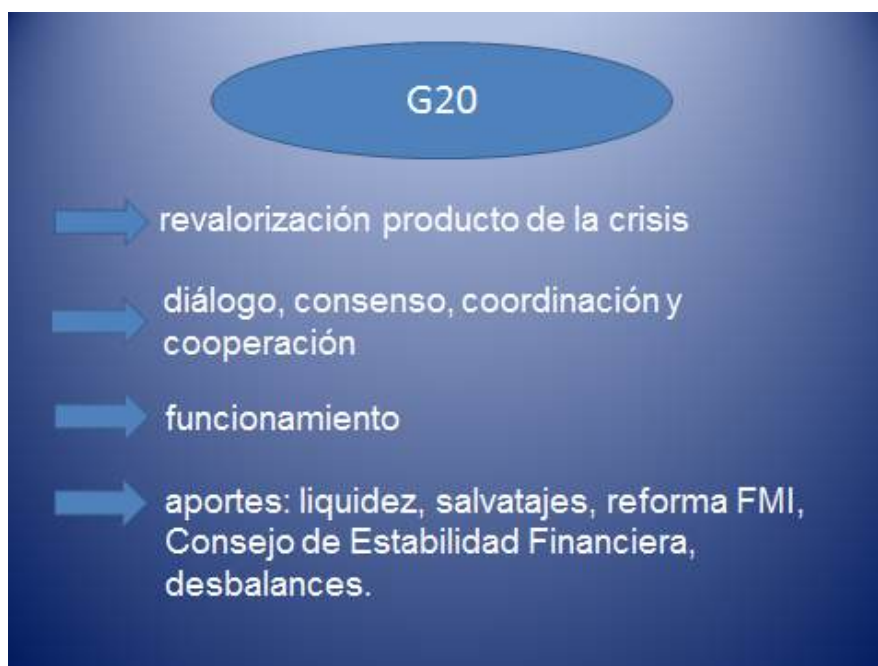 G20
revalorización producto de la crisis
diálogo, consenso, coordinación y
cooperación
funcionamiento
aportes: liquidez, salvatajes, reforma FMI,
Consejo de Estabilidad Financiera,
desbalances.